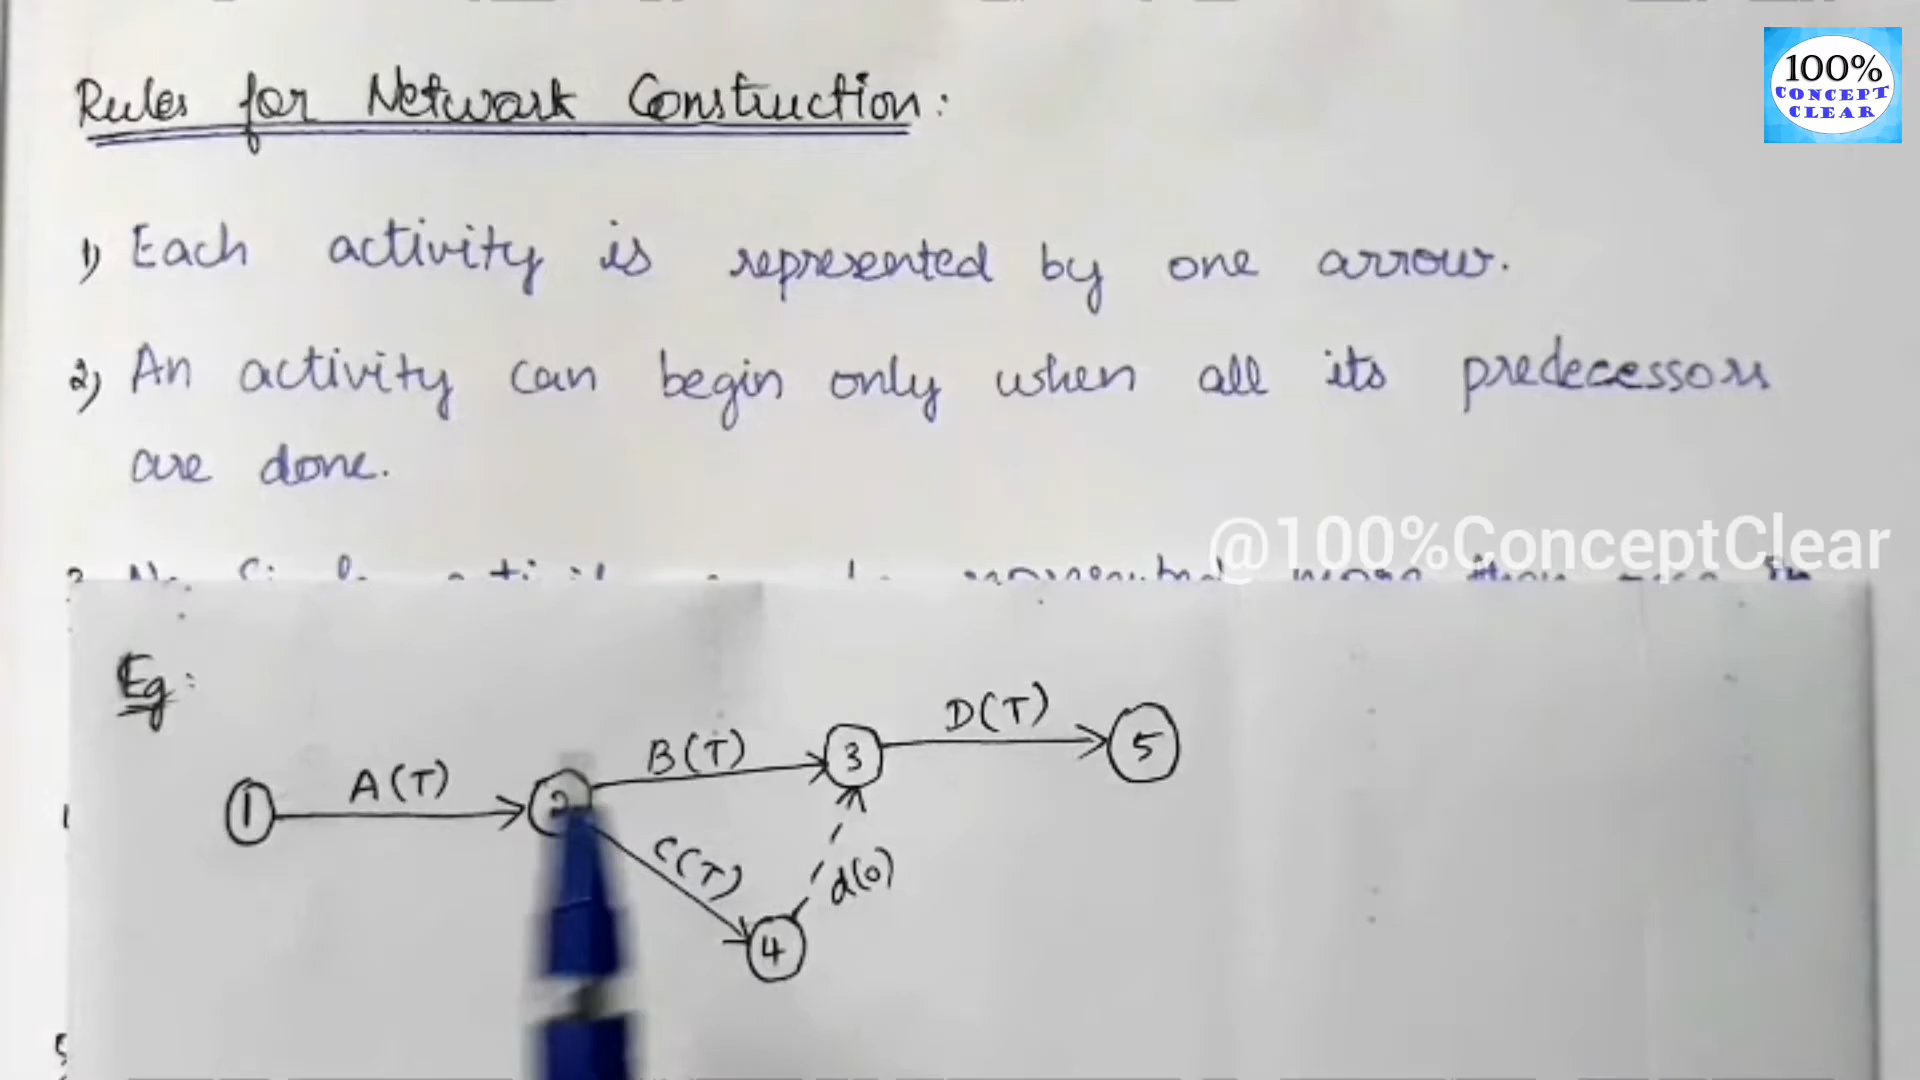 100%
CONCEPT
CLEAR
Rules for Network Construction:
1) Each activity is represented by one arrow.
2) An activity can begin only when all its predecessors
are done.
@100%ConceptClear
Eg:
A(T)
B(T)
C(T)
D(T)
d(0)
1
2
3
4
5